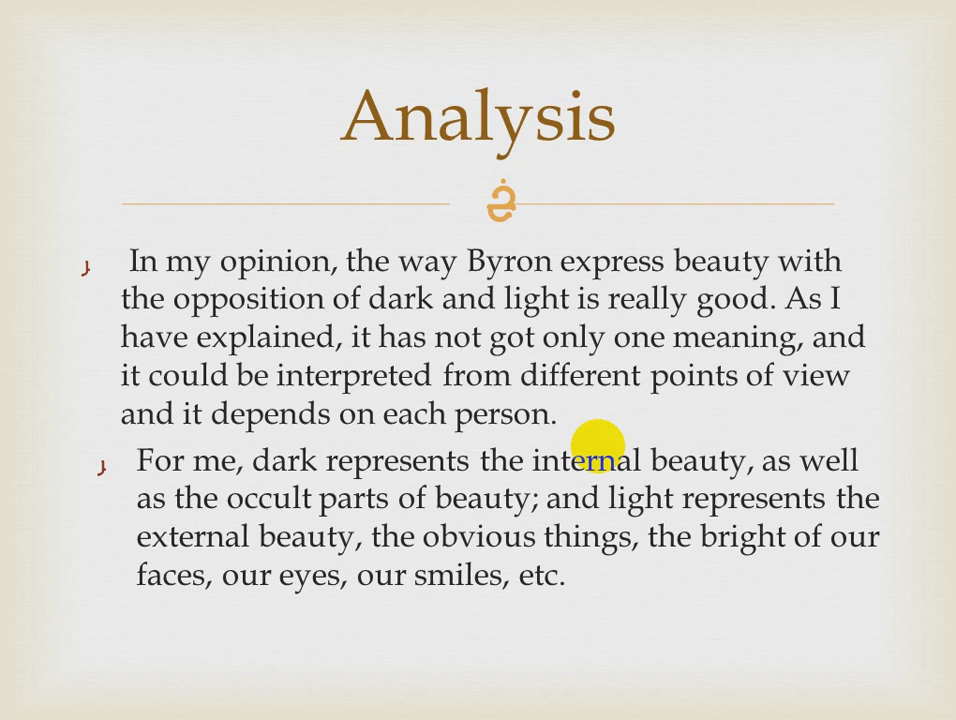 Analysis
In my opinion, the way Byron express beauty with
the opposition of dark and light is really good. As I
have explained, it has not got only one meaning, and
it could be interpreted from different points of view
and it depends on each person.
For me, dark represents the internal beauty, as well
as the occult parts of beauty; and light represents the
external beauty, the obvious things, the bright of our
faces, our eyes, our smiles, etc.